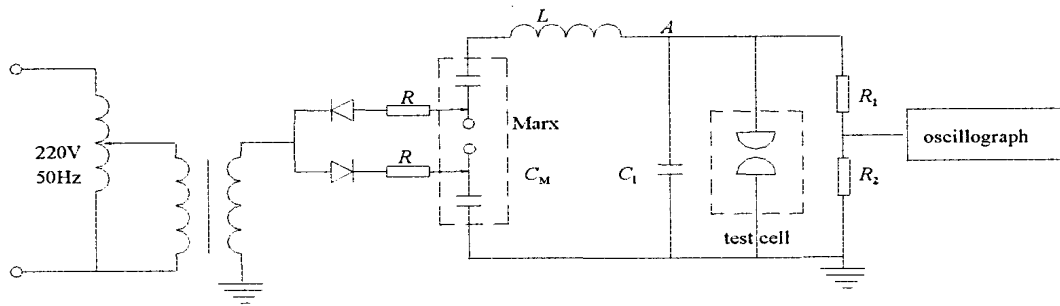 L
A
R
R₁
Marx
220V
50Hz
oscillograph
R
C_M
C₁
R₂
test cell